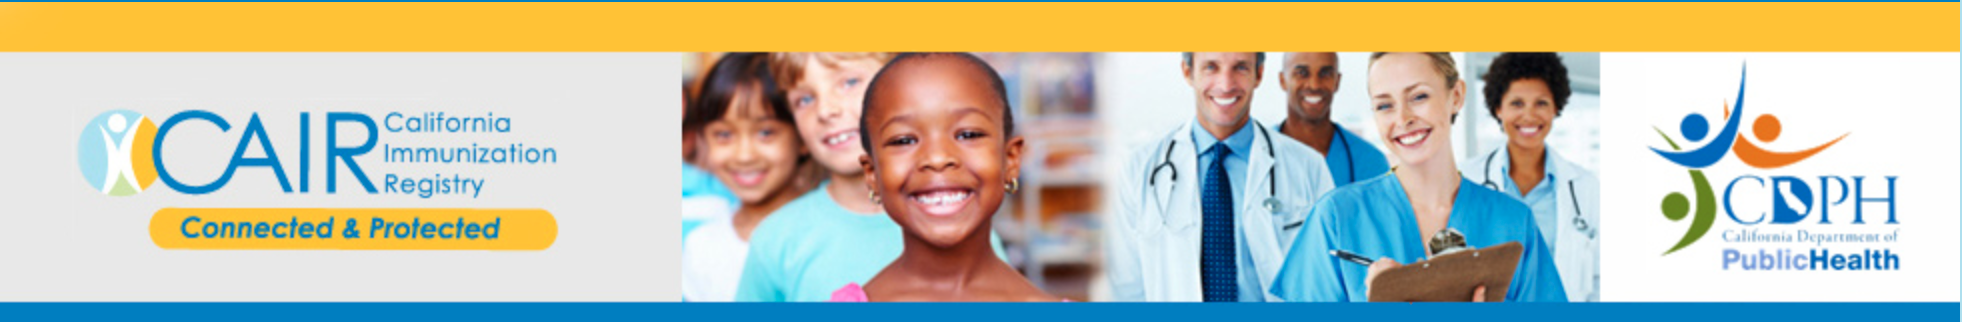 CAIR
California
Immunization
Registry
Connected & Protected
CDPH
California Department of
PublicHealth